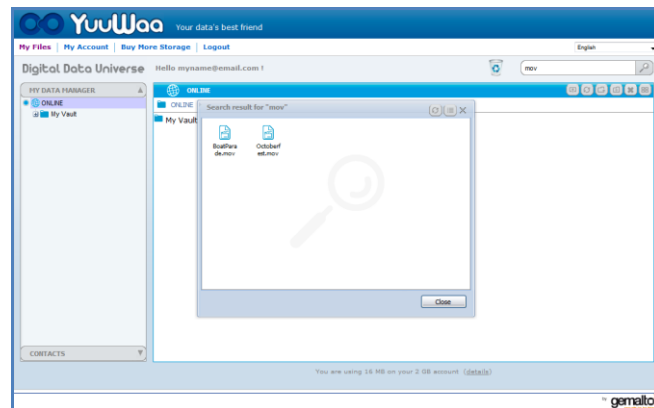 YuuWaa Your data's best friend
My Files | My Account | Buy More Storage | Logout English
Digital Data Universe Hello myname@email.com ! mov
MY DATA MANAGER
ONLINE
My Vault
CONTACTS
ONLINE
ONLINE
My Vault
Search result for "mov"
BoatPara
de.mov
Octoberf
est.mov
Close
You are using 16 MB on your 2 GB account (details)
gemalto